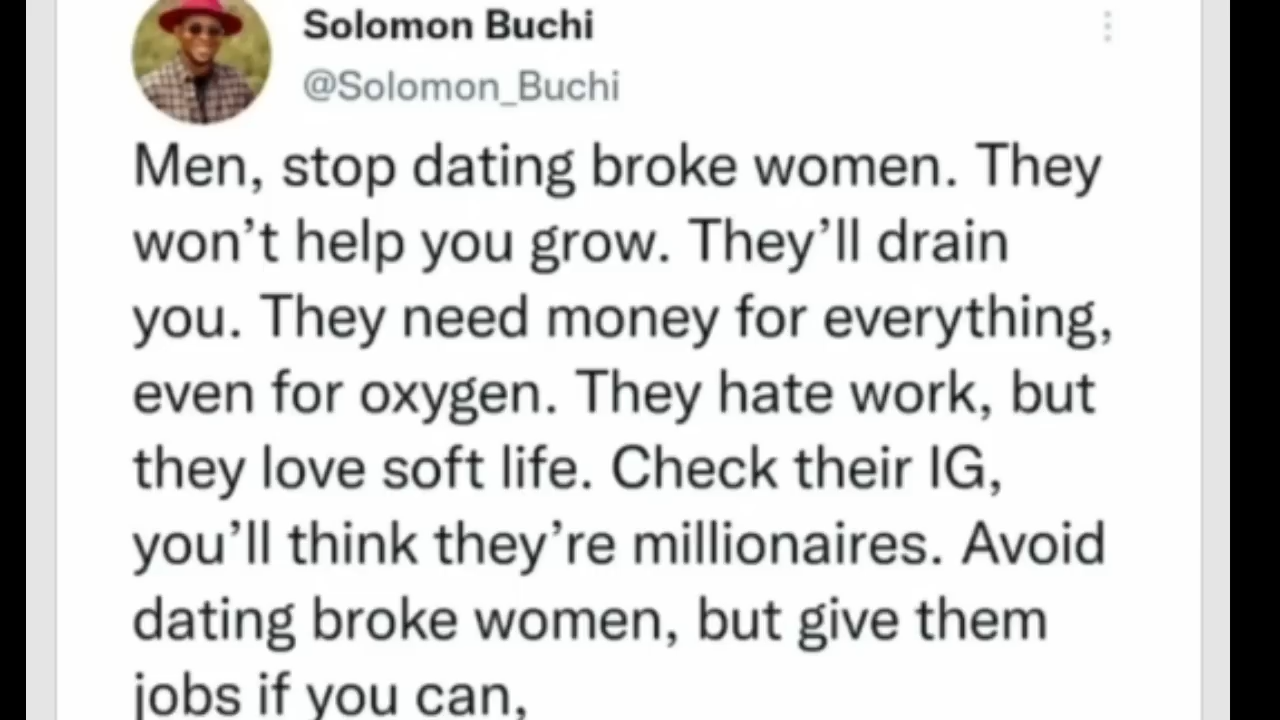 Solomon Buchi
@Solomon_Buchi
Men, stop dating broke women. They
won’t help you grow. They’ll drain
you. They need money for everything,
even for oxygen. They hate work, but
they love soft life. Check their IG,
you’ll think they’re millionaires. Avoid
dating broke women, but give them
jobs if you can,